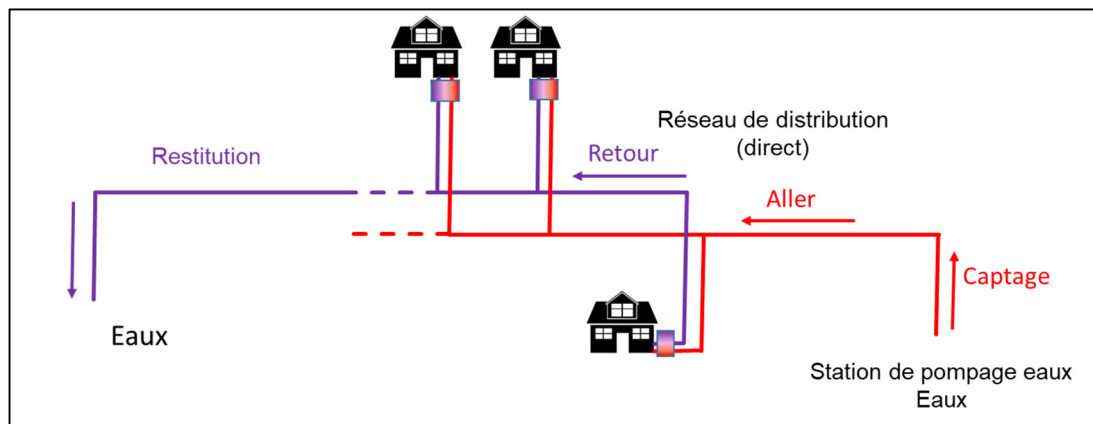 Réseau de distribution
(direct)
Restitution
Retour
Aller
Captage
Eaux
Station de pompage eaux
Eaux